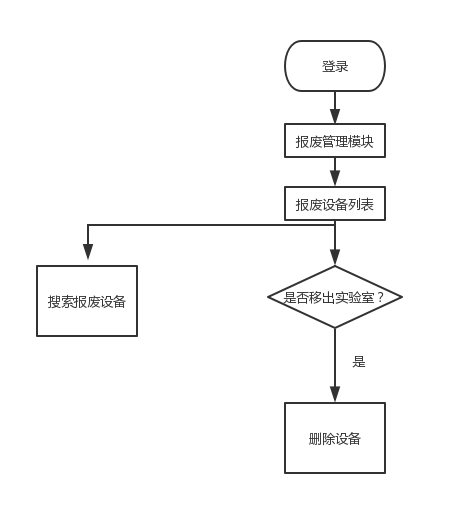 登录
报废管理模块
报废设备列表
搜索报废设备
是否移出实验室？
是
删除设备